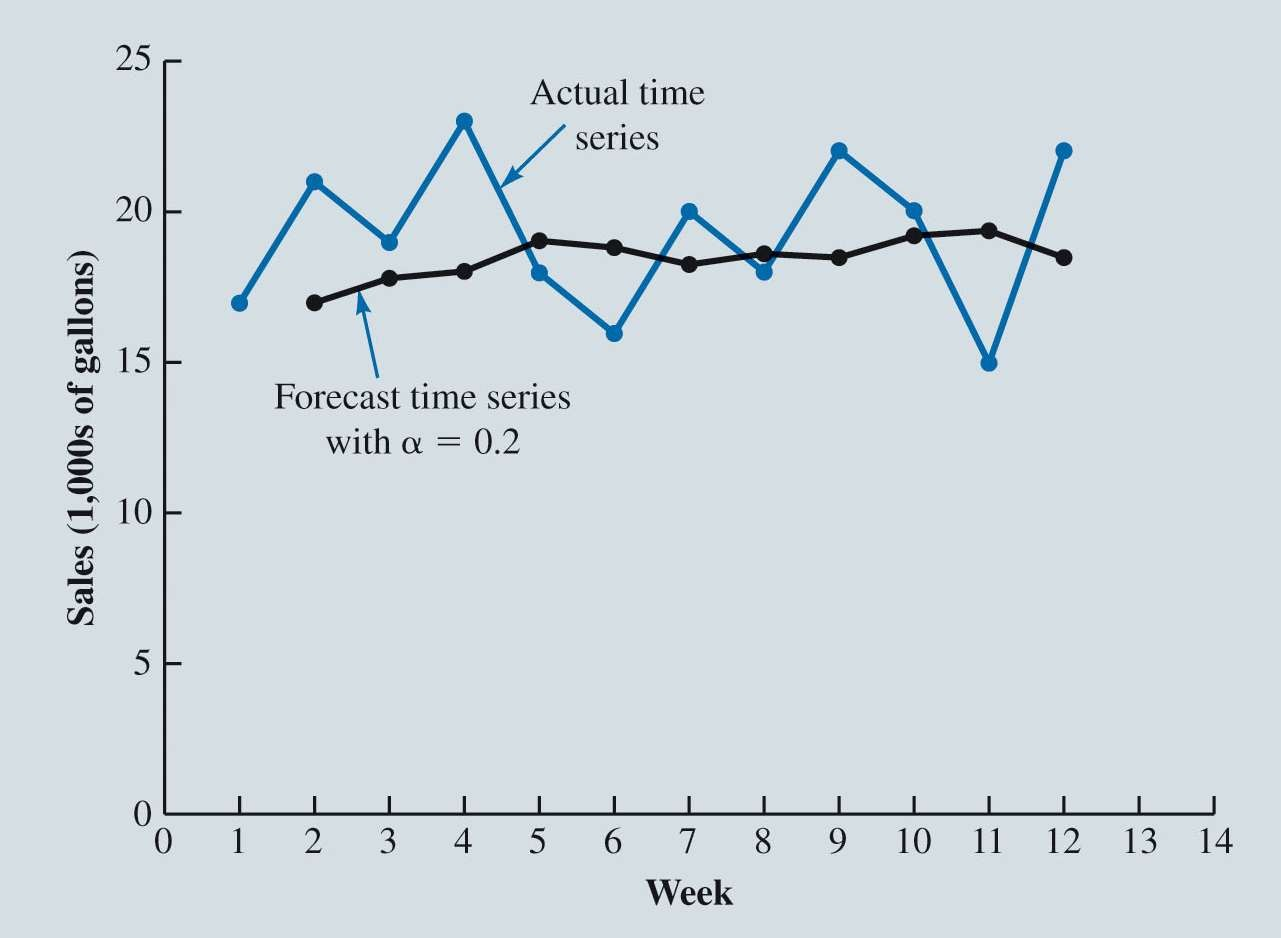 25
Actual time
series
20
15
Forecast time series
with α = 0.2
10
5
0
Sales (1,000s of gallons)
0 1 2 3 4 5 6 7 8 9 10 11 12 13 14
Week